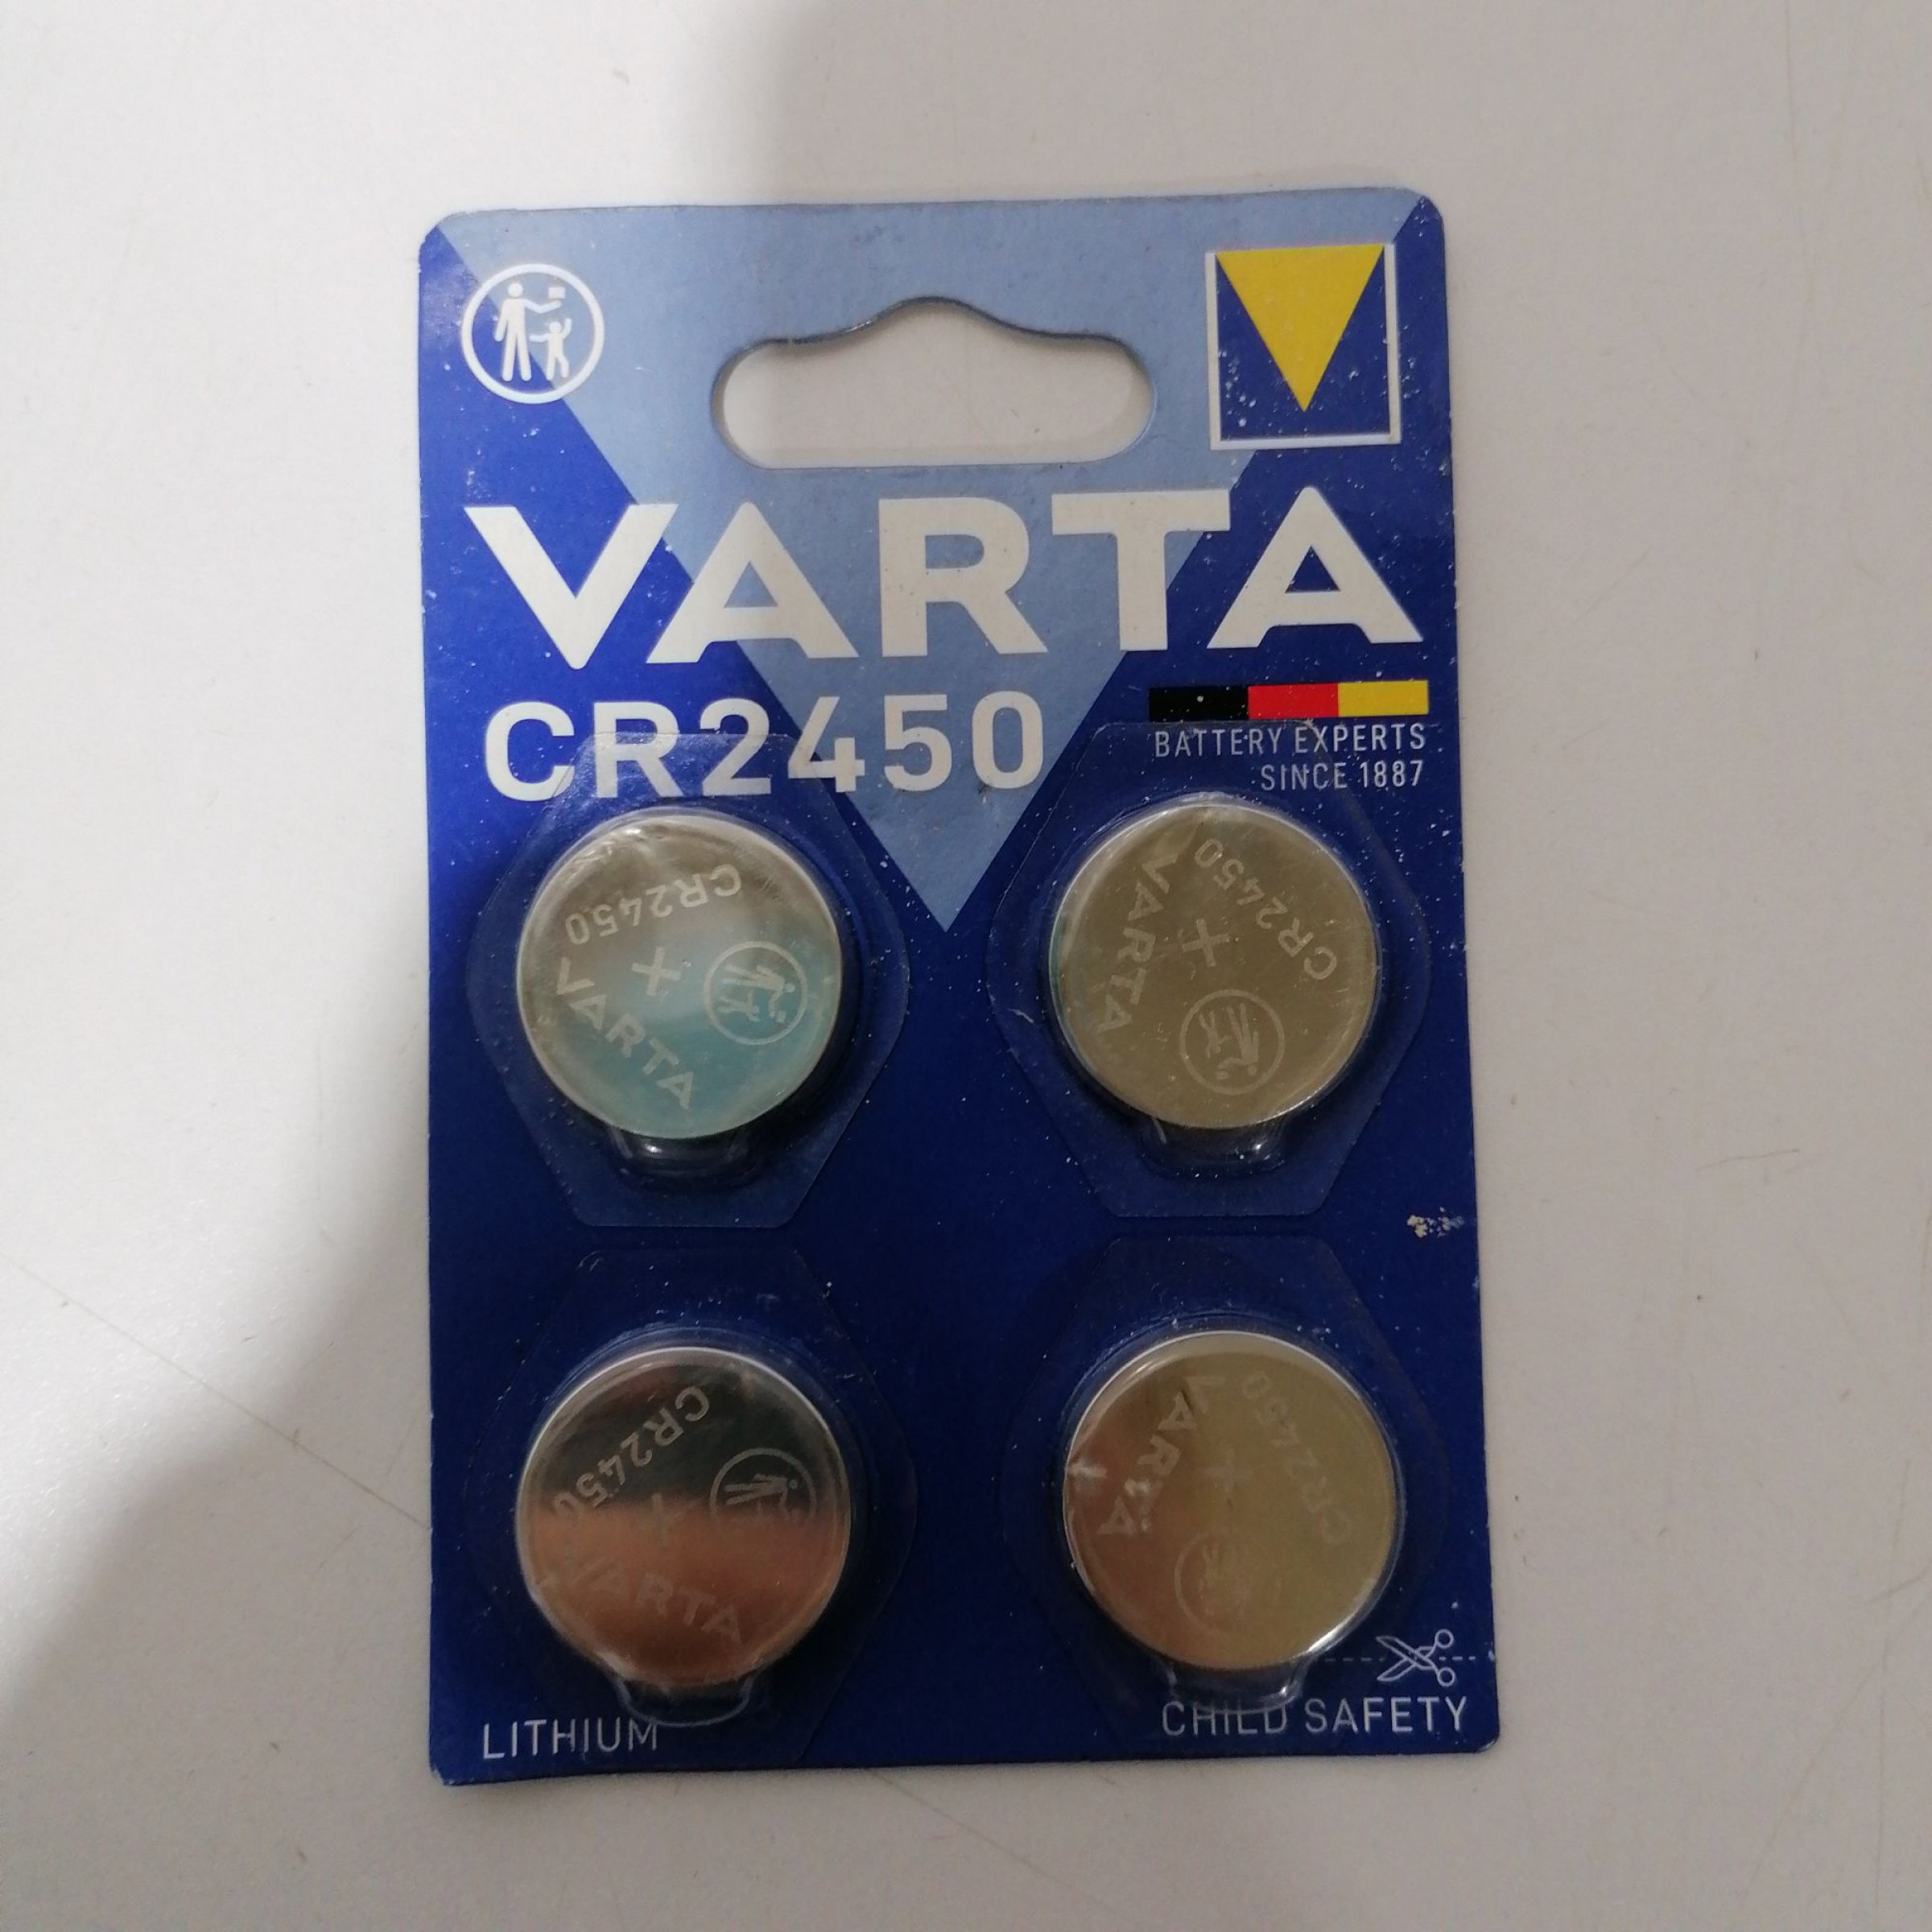 VARTA
CR2450
BATTERY EXPERTS
SINCE 1887
CR2450
+
VARTA
CR2450
+
VARTA
CR2450
+
VARTA
CR2450
+
VARTA
LITHIUM
CHILD SAFETY